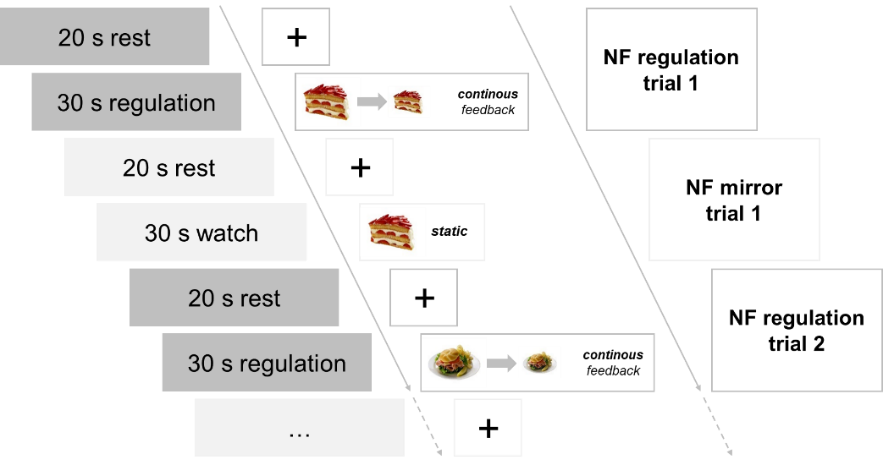 20 s rest
+
NF regulation
trial 1
30 s regulation
continous
feedback
20 s rest
+
NF mirror
trial 1
30 s watch
static
20 s rest
+
NF regulation
trial 2
30 s regulation
continous
feedback
...
+